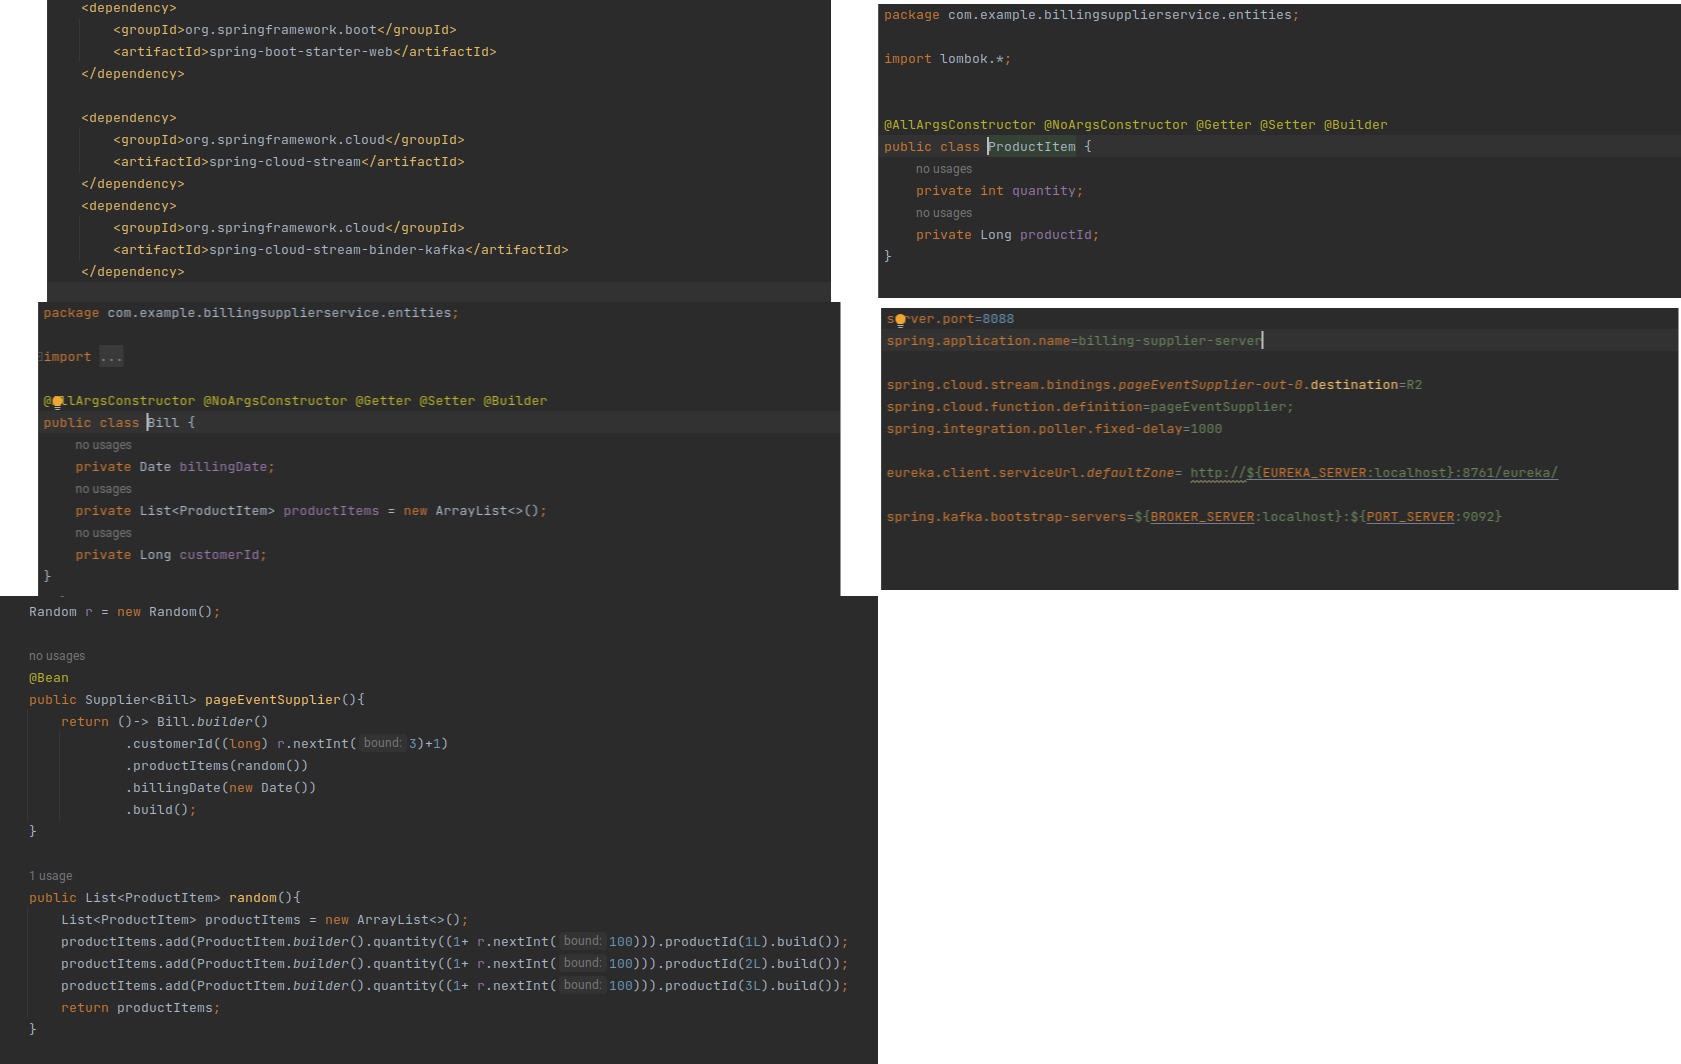 <dependency>
<groupId>org.springframework.boot</groupId>
<artifactId>spring-boot-starter-web</artifactId>
</dependency>
<dependency>
<groupId>org.springframework.cloud</groupId>
<artifactId>spring-cloud-stream</artifactId>
</dependency>
<dependency>
<groupId>org.springframework.cloud</groupId>
<artifactId>spring-cloud-stream-binder-kafka</artifactId>
</dependency>
package com.example.billingsupplierservice.entities;
import lombok.*;
@AllArgsConstructor @NoArgsConstructor @Getter @Setter @Builder
public class ProductItem {
no usages
private int quantity;
no usages
private Long productId;
}
package com.example.billingsupplierservice.entities;
import ...
@AllArgsConstructor @NoArgsConstructor @Getter @Setter @Builder
public class Bill {
no usages
private Date billingDate;
no usages
private List<ProductItem> productItems = new ArrayList<>();
no usages
private Long customerId;
}
server.port=8088
spring.application.name=billing-supplier-server
spring.cloud.stream.bindings.pageEventSupplier-out-0.destination=R2
spring.cloud.function.definition=pageEventSupplier;
spring.integration.poller.fixed-delay=1000
eureka.client.serviceUrl.defaultZone= http://${EUREKA_SERVER:localhost}:8761/eureka/
spring.kafka.bootstrap-servers=${BROKER_SERVER:localhost}:${PORT_SERVER:9092}
Random r = new Random();
no usages
@Bean
public Supplier<Bill> pageEventSupplier(){
return ()-> Bill.builder()
.customerId((long) r.nextInt( bound: 3)+1)
.productItems(random())
.billingDate(new Date())
.build();
}
1 usage
public List<ProductItem> random(){
List<ProductItem> productItems = new ArrayList<>();
productItems.add(ProductItem.builder().quantity((1+ r.nextInt( bound: 100))).productId(1L).build());
productItems.add(ProductItem.builder().quantity((1+ r.nextInt( bound: 100))).productId(2L).build());
productItems.add(ProductItem.builder().quantity((1+ r.nextInt( bound: 100))).productId(3L).build());
return productItems;
}